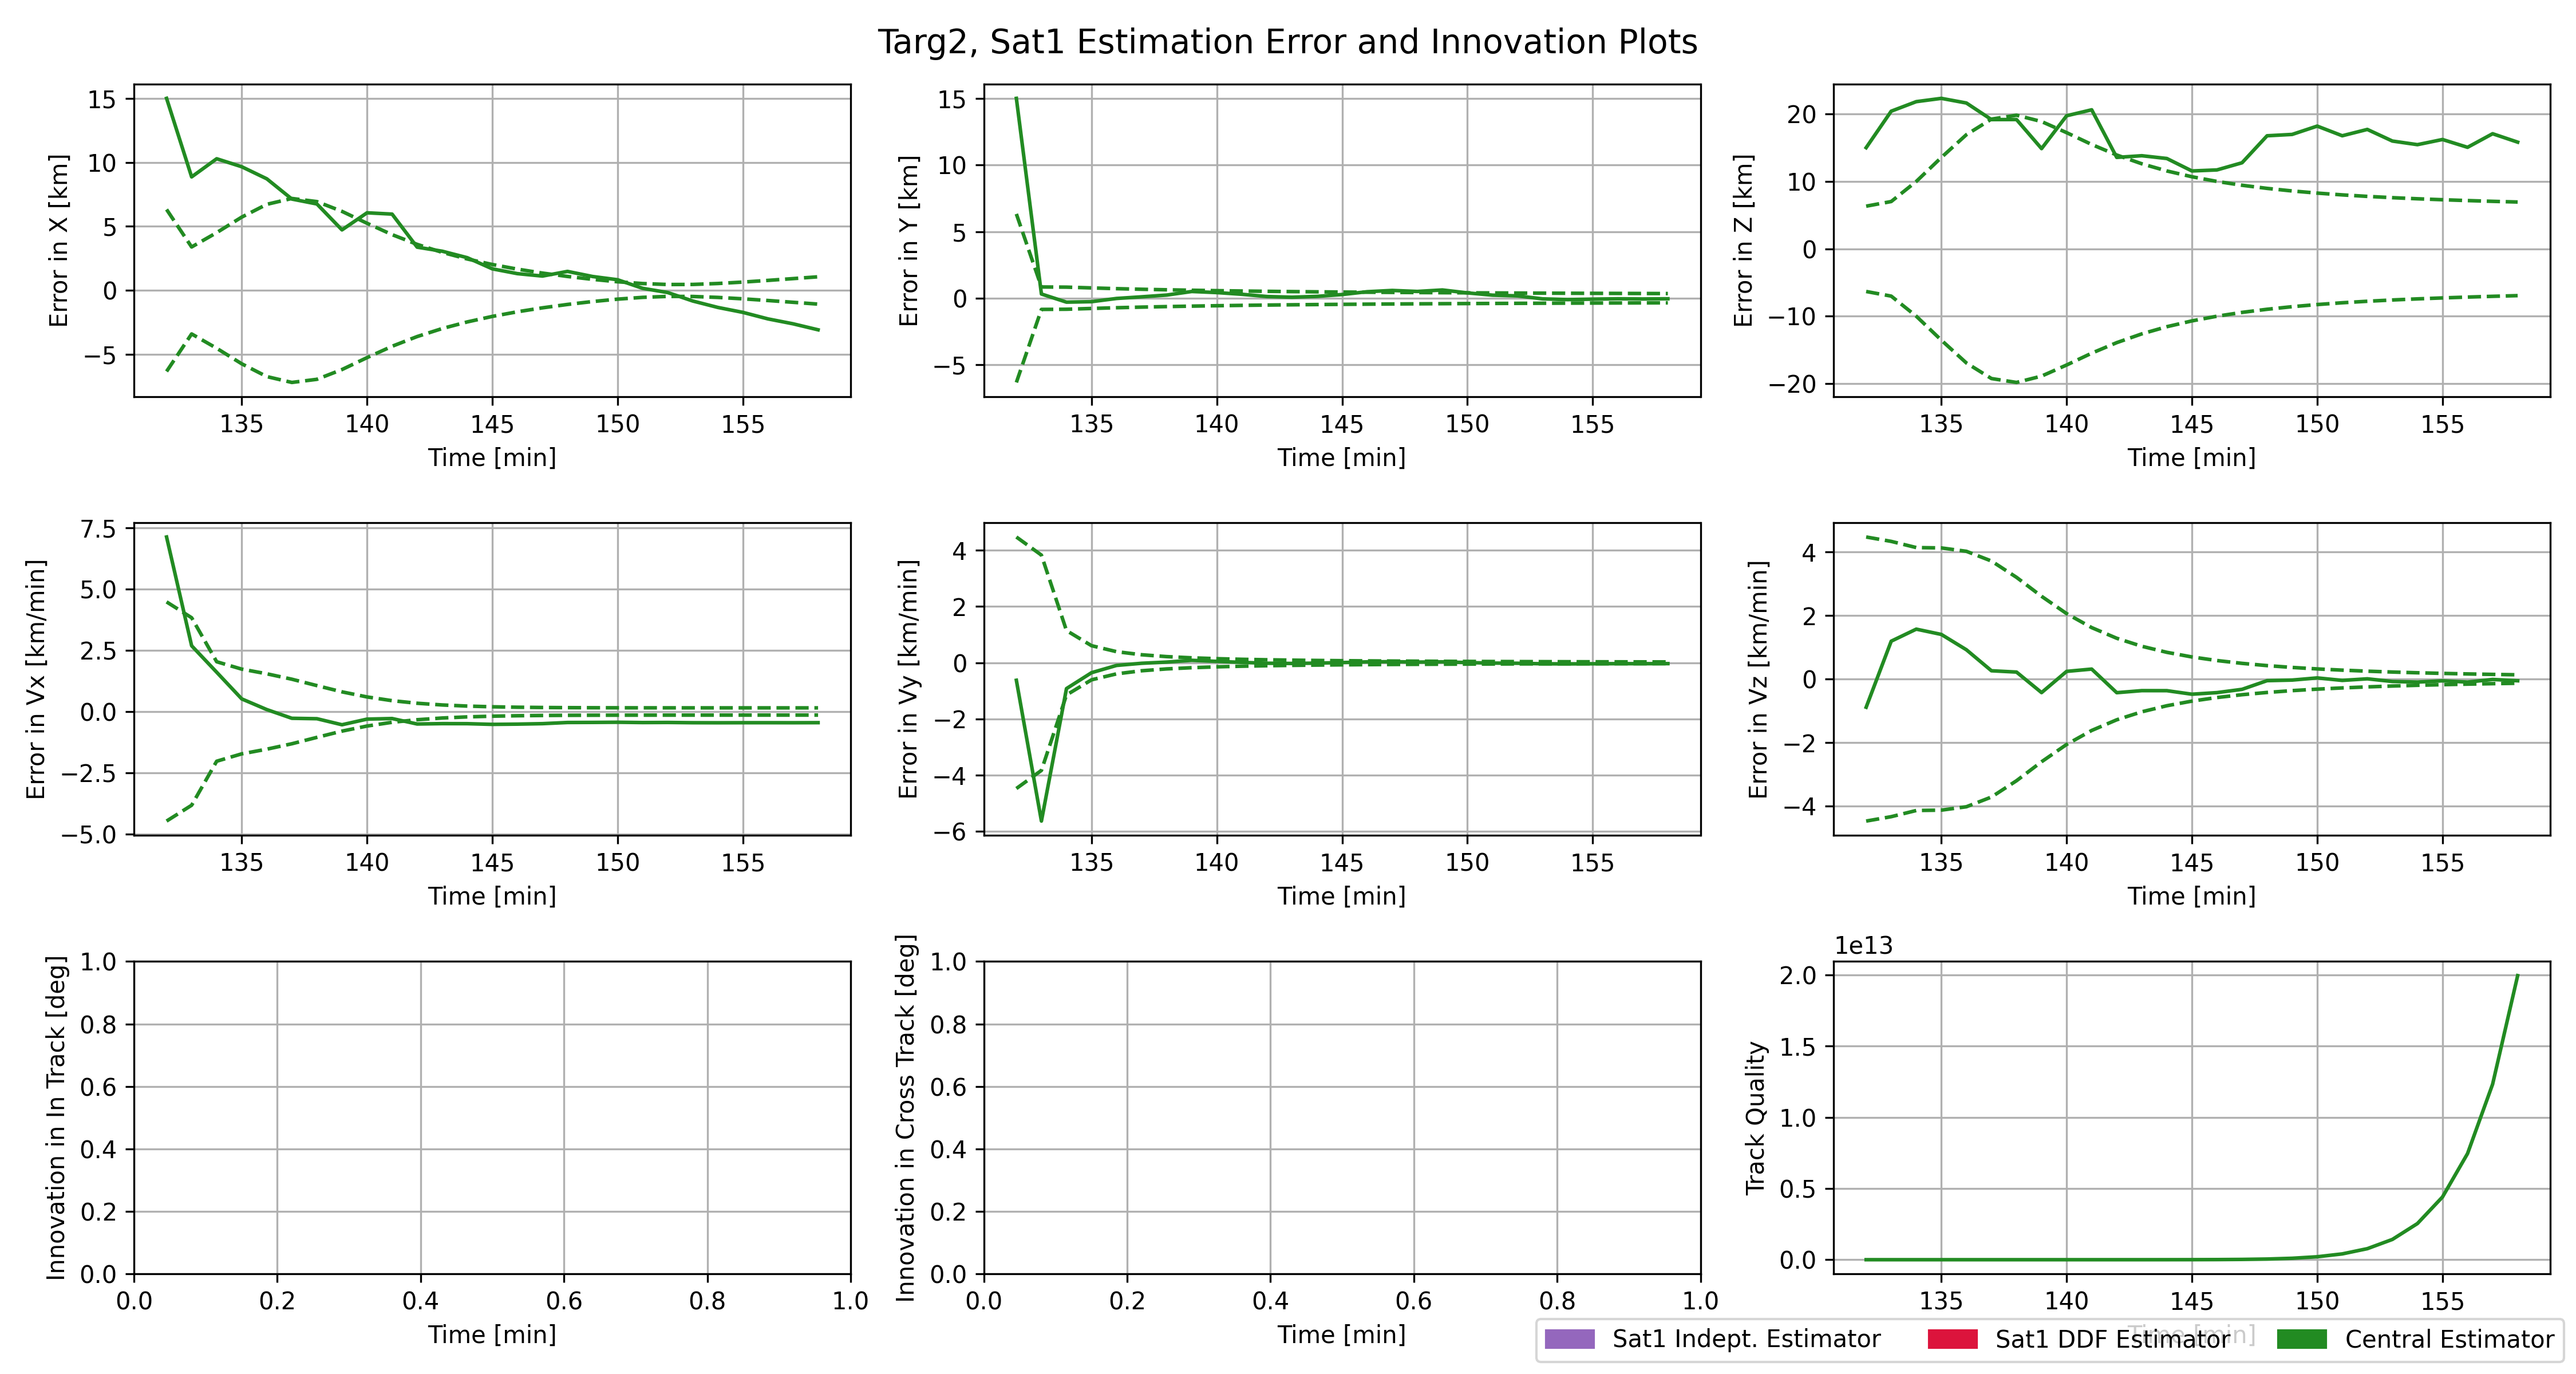 Targ2, Sat1 Estimation Error and Innovation Plots
Error in X [km]
15
10
5
0
−5
135 140 145 150 155
Time [min]
Error in Y [km]
15
10
5
0
−5
135 140 145 150 155
Time [min]
Error in Z [km]
20
10
0
−10
−20
135 140 145 150 155
Time [min]
Error in Vx [km/min]
7.5
5.0
2.5
0.0
−2.5
−5.0
135 140 145 150 155
Time [min]
Error in Vy [km/min]
4
2
0
−2
−4
−6
135 140 145 150 155
Time [min]
Error in Vz [km/min]
4
2
0
−2
−4
135 140 145 150 155
Time [min]
Innovation in In Track [deg]
1.0
0.8
0.6
0.4
0.2
0.0
0.0 0.2 0.4 0.6 0.8 1.0
Time [min]
Innovation in Cross Track [deg]
1.0
0.8
0.6
0.4
0.2
0.0
0.0 0.2 0.4 0.6 0.8 1.0
Time [min]
1e13
Track Quality
2.0
1.5
1.0
0.5
0.0
135 140 145 150 155
Time [min]
Sat1 Indept. Estimator
Sat1 DDF Estimator
Central Estimator